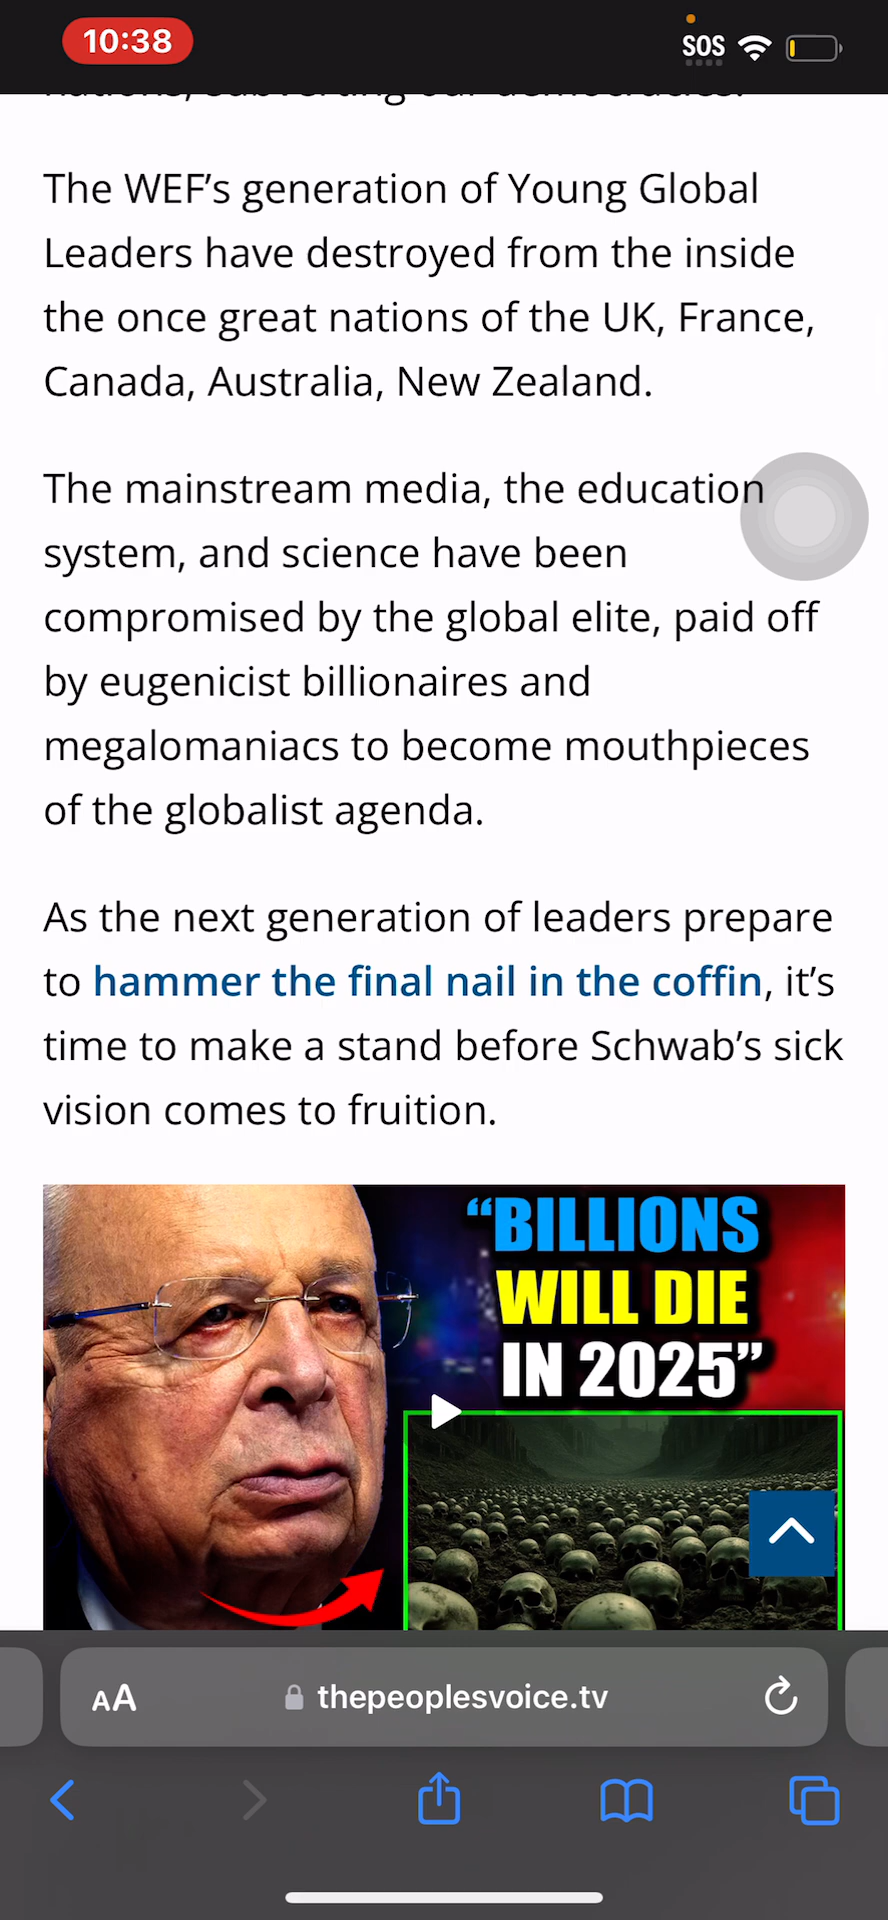 10:38
SOS
nations, subverting our democracies.
The WEF’s generation of Young Global
Leaders have destroyed from the inside
the once great nations of the UK, France,
Canada, Australia, New Zealand.
The mainstream media, the education
system, and science have been
compromised by the global elite, paid off
by eugenicist billionaires and
megalomaniacs to become mouthpieces
of the globalist agenda.
As the next generation of leaders prepare
to hammer the final nail in the coffin, it’s
time to make a stand before Schwab’s sick
vision comes to fruition.
“BILLIONS
WILL DIE
IN 2025”
AA
thepeoplesvoice.tv